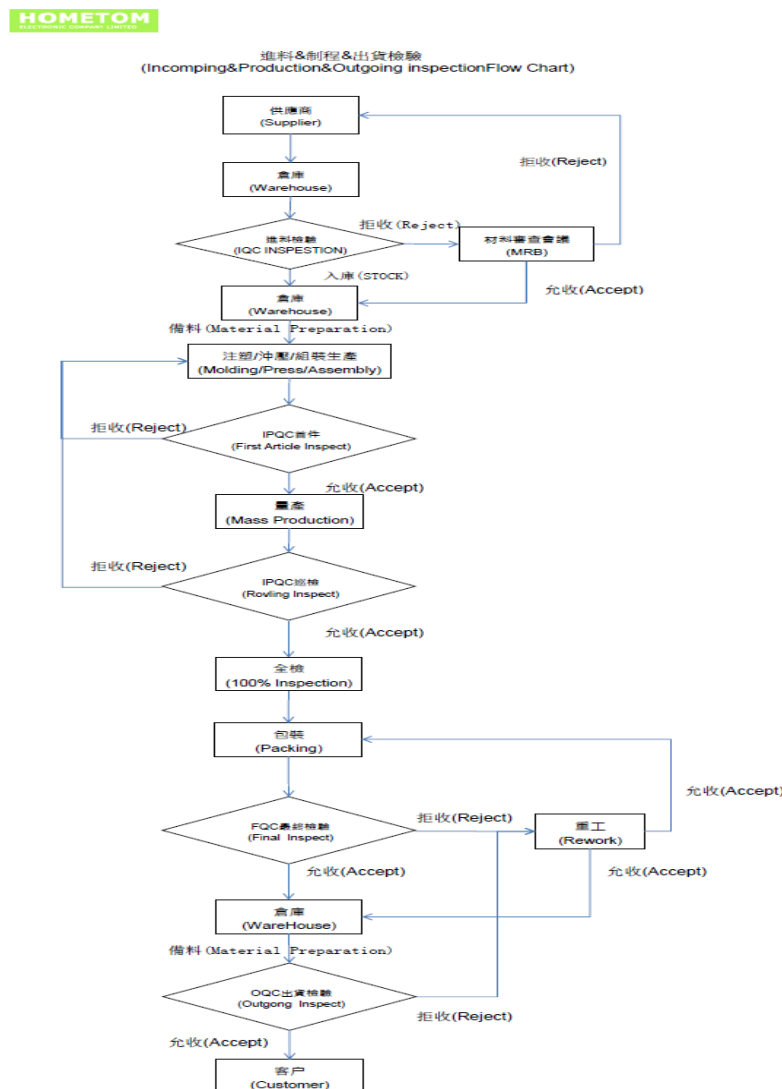 HOMETOM
ELECTRONIC COMPANY LIMITED
進料&制程&出貨檢驗
(Incomping&Production&Outgoing inspectionFlow Chart)
供應商
(Supplier)
拒收(Reject)
倉庫
(Warehouse)
拒收(Reject)
進料檢驗
(IQC INSPESTION)
材料審查會議
(MRB)
入庫(STOCK)
允收(Accept)
倉庫
(Warehouse)
備料(Material Preparation)
注塑/沖壓/組裝生產
(Molding/Press/Assembly)
拒收(Reject)
IPQC首件
(First Article Inspect)
允收(Accept)
量產
(Mass Production)
拒收(Reject)
IPQC巡檢
(Rovling Inspect)
允收(Accept)
全檢
(100% Inspection)
包裝
(Packing)
允收(Accept)
拒收(Reject)
FQC最終檢驗
(Final Inspect)
重工
(Rework)
允收(Accept)
允收(Accept)
倉庫
(WareHouse)
備料(Material Preparation)
OQC出貨檢驗
(Outgong Inspect)
拒收(Reject)
允收(Accept)
客户
(Customer)